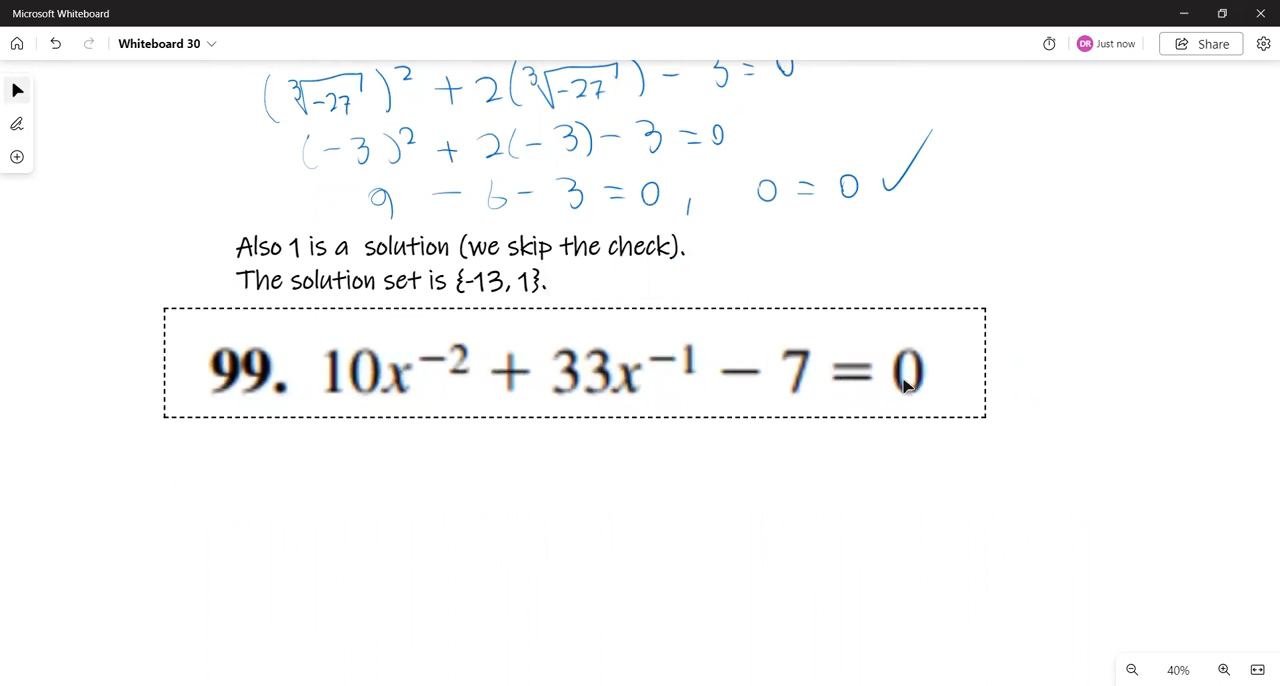 Microsoft Whiteboard
Whiteboard 30
DR Just now
Share
(∛-27)² + 2(∛-27) - 3 = 0
(-3)² + 2(-3) - 3 = 0
9 - 6 - 3 = 0, 0 = 0 ✓
Also 1 is a solution (we skip the check).
The solution set is {-13, 1}.
99. 10x⁻² + 33x⁻¹ − 7 = 0
40%